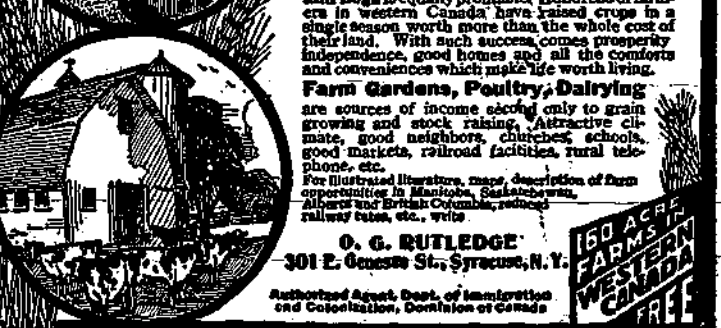 ers in western Canada have raised crops in a
single season worth more than the whole cost of
their land. With such success comes prosperity
independence, good homes and all the comforts
and conveniences which make life worth living.
Farm Gardens, Poultry, Dairying
are sources of income second only to grain
growing and stock raising. Attractive cli-
mate, good neighbors, churches, schools,
good markets, railroad facilities, rural tele-
phone, etc.
For illustrated literature, maps, description of farm
opportunities in Manitoba, Saskatchewan,
Alberta and British Columbia, reduced
railway rates, etc., write
O. G. RUTLEDGE
301 E. Genesee St., Syracuse, N. Y.
Authorized Agent, Dept. of Immigration
and Colonization, Dominion of Canada
160 ACRE
FARMS IN
WESTERN
CANADA
FREE